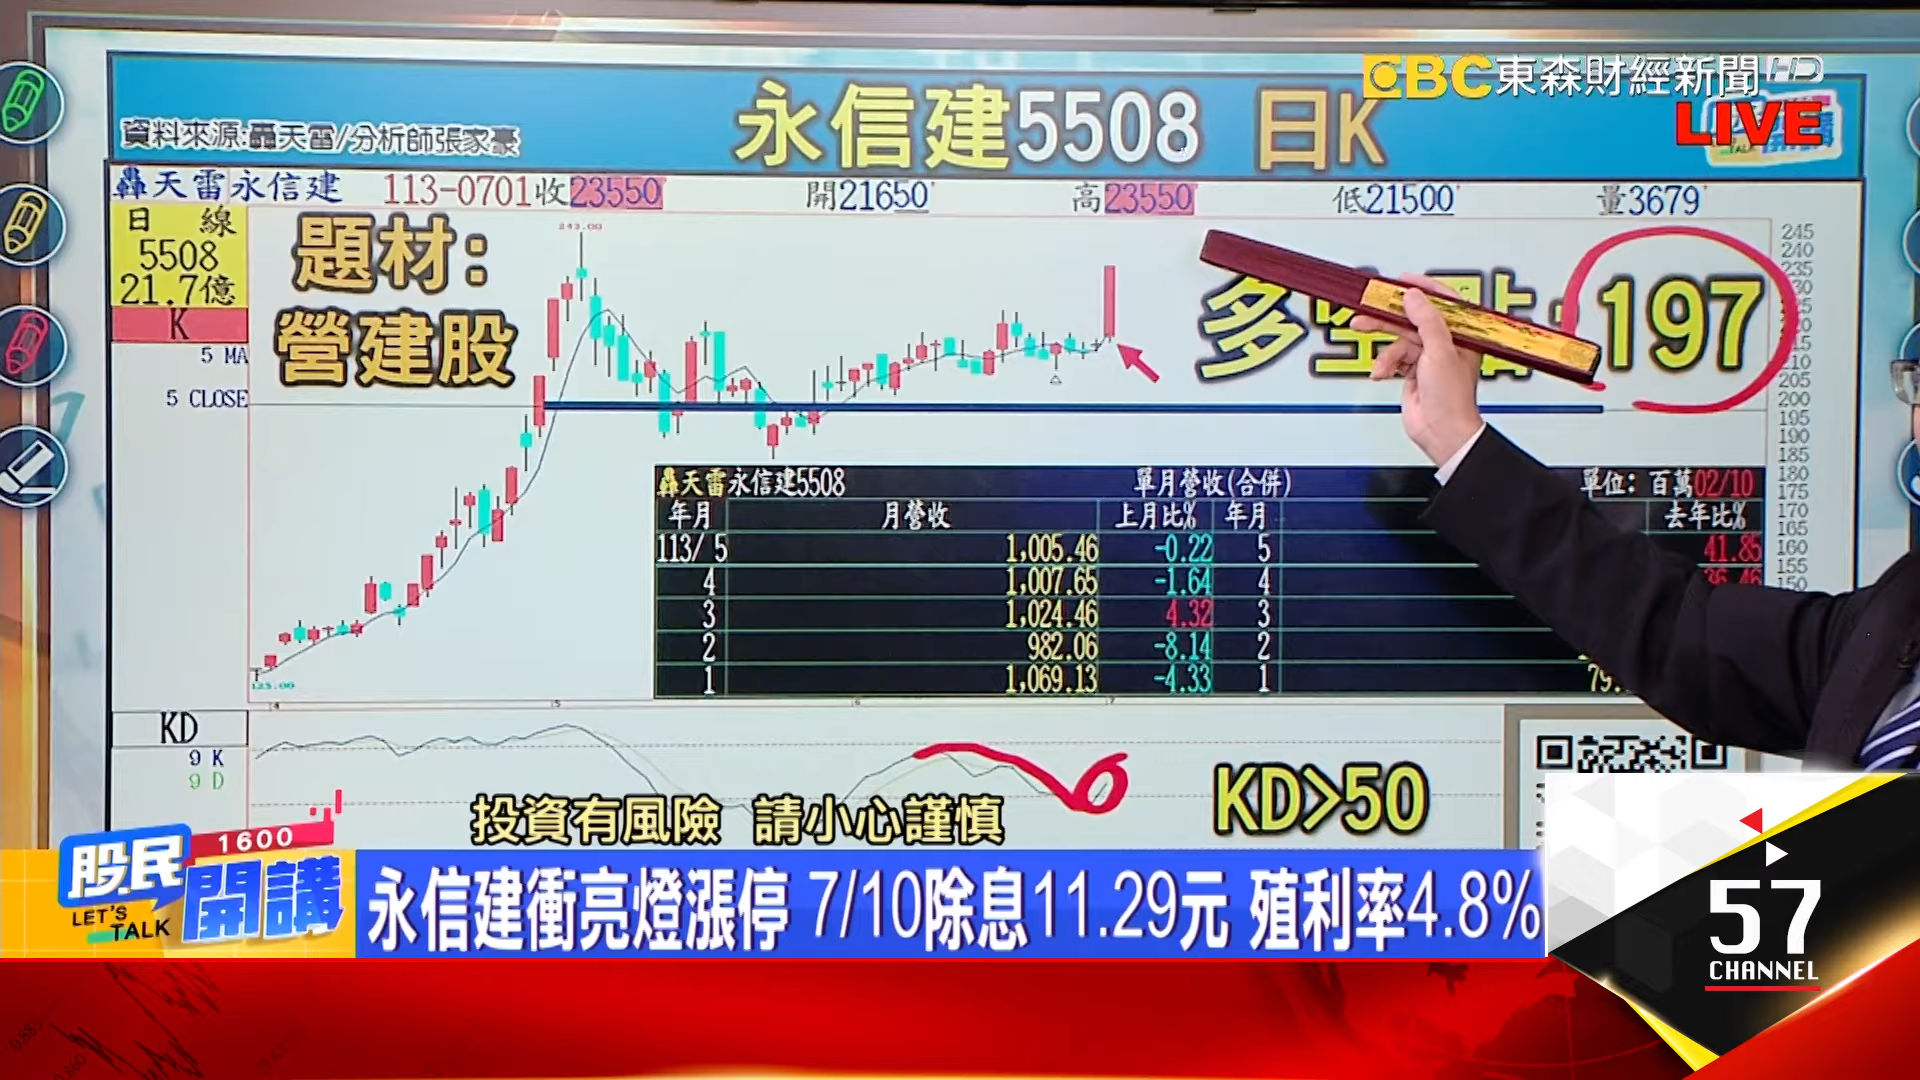 EBC東森財經新聞HD
LIVE
資料來源:轟天雷/分析師張家豪
永信建5508 日K
轟天雷永信建 113-0701收23550 開21650 高23550 低21500 量3679
日 線
5508
21.7億
K
5 MA
5 CLOSE
題材:
營建股
243.00
多空點:197
125.00
245
240
235
215
205
200
195
190
185
180
175
170
165
160
155
150
轟天雷永信建5508 單月營收(合併) 單位: 百萬02/10
年月 月營收 上月比% 年月 去年比%
113/ 5 1,005.46 -0.22 5 41.85
4 1,007.65 -1.64 4 36.46
3 1,024.46 4.32 3
2 982.06 -8.14 2
1 1,069.13 -4.33 1 79.
4 5 6 7
KD
9 K
9 D
KD>50
投資有風險 請小心謹慎
1600
股民開講
LET'S TALK
永信建衝亮燈漲停 7/10除息11.29元 殖利率4.8%
57
CHANNEL